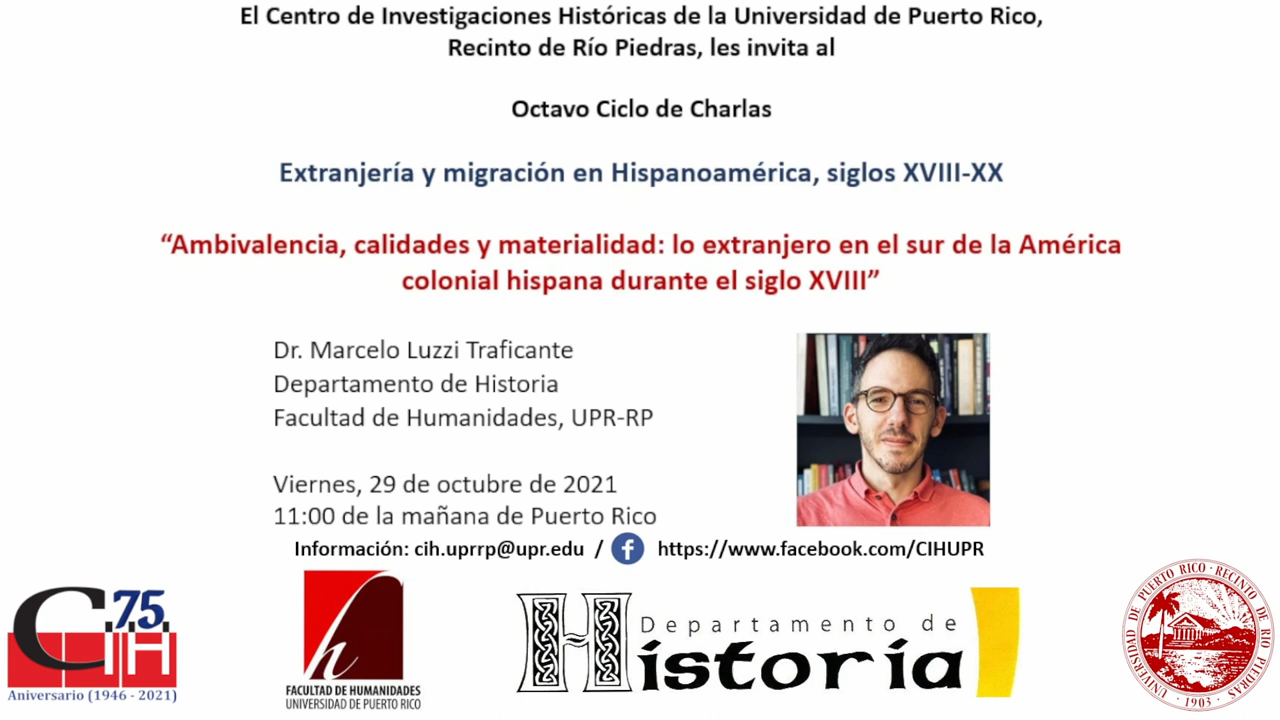 El Centro de Investigaciones Históricas de la Universidad de Puerto Rico,
Recinto de Río Piedras, les invita al
Octavo Ciclo de Charlas
Extranjería y migración en Hispanoamérica, siglos XVIII-XX
“Ambivalencia, calidades y materialidad: lo extranjero en el sur de la América
colonial hispana durante el siglo XVIII”
Dr. Marcelo Luzzi Traficante
Departamento de Historia
Facultad de Humanidades, UPR-RP
Viernes, 29 de octubre de 2021
11:00 de la mañana de Puerto Rico
Información: cih.uprrp@upr.edu / f https://www.facebook.com/CIHUPR
CIH 75
Aniversario (1946 - 2021)
h
FACULTAD DE HUMANIDADES
UNIVERSIDAD DE PUERTO RICO
Departamento de
Historia
UNIVERSIDAD DE PUERTO RICO · RECINTO DE RÍO PIEDRAS
· 1903 ·